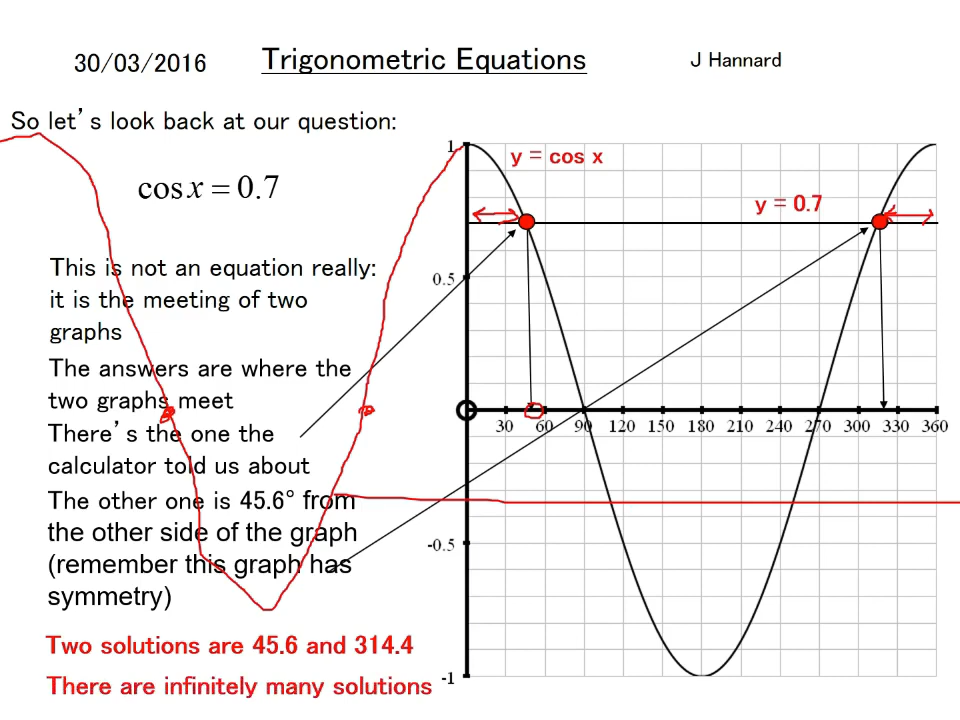 30/03/2016
Trigonometric Equations
J Hannard
So let's look back at our question:
cos x = 0.7
This is not an equation really:
it is the meeting of two
graphs
The answers are where the
two graphs meet
There's the one the
calculator told us about
The other one is 45.6° from
the other side of the graph
(remember this graph has
symmetry)
Two solutions are 45.6 and 314.4
There are infinitely many solutions
y = cos x
y = 0.7
1
0.5
-0.5
-1
30 60 90 120 150 180 210 240 270 300 330 360